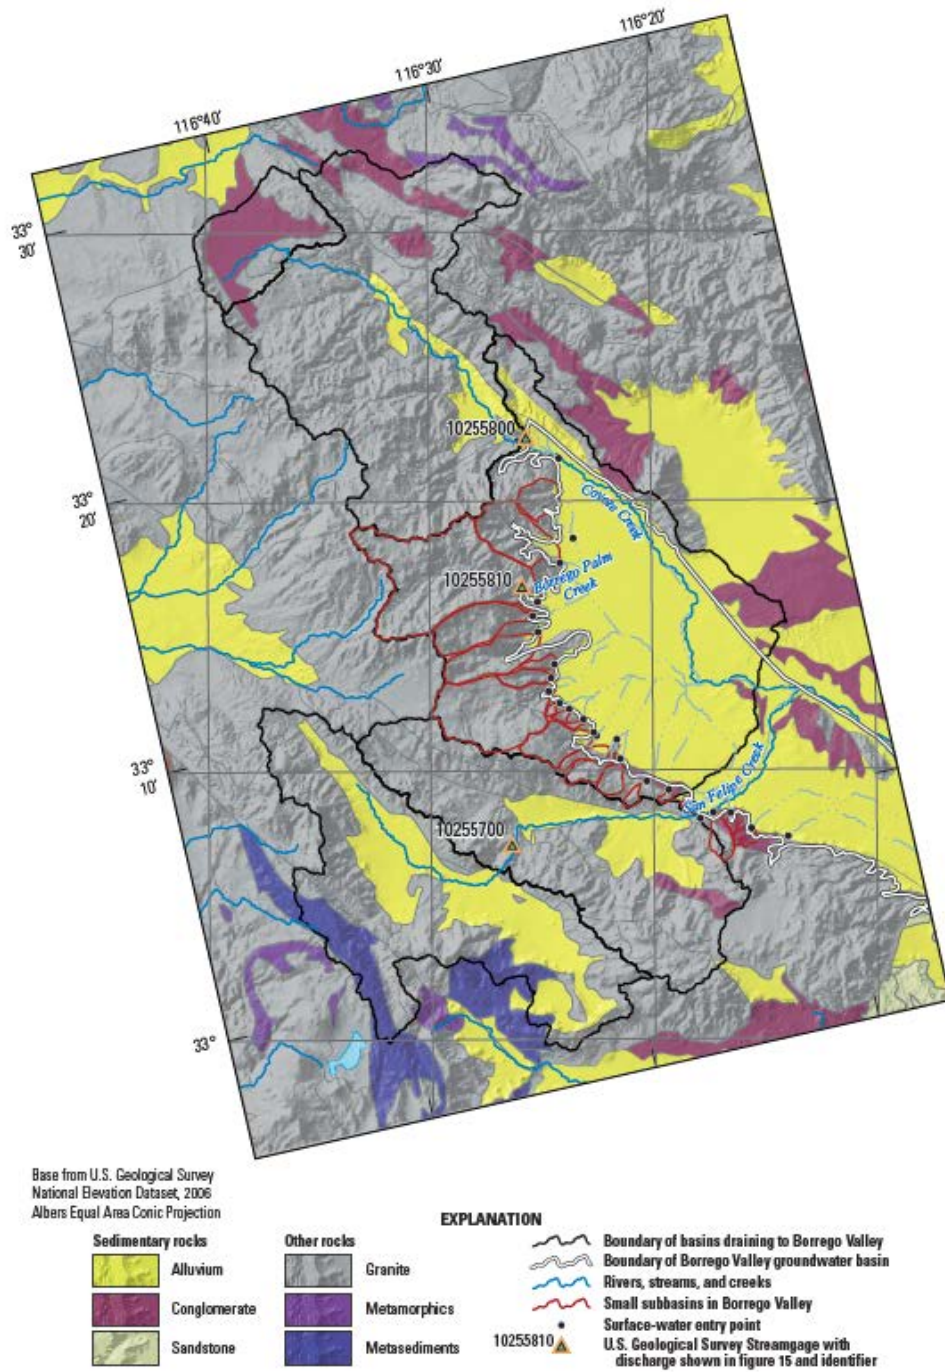 116°20′
116°30′
116°40′
33°
30′
10255800
33°
20′
Coyote Creek
10255810
Borrego Palm
Creek
33°
10′
San Felipe Creek
10255700
33°
Base from U.S. Geological Survey
National Elevation Dataset, 2006
Albers Equal Area Conic Projection
EXPLANATION
Sedimentary rocks
Alluvium
Conglomerate
Sandstone
Other rocks
Granite
Metamorphics
Metasediments
Boundary of basins draining to Borrego Valley
Boundary of Borrego Valley groundwater basin
Rivers, streams, and creeks
Small subbasins in Borrego Valley
Surface-water entry point
10255810
U.S. Geological Survey Streamgage with
discharge shown in figure 15 and identifier